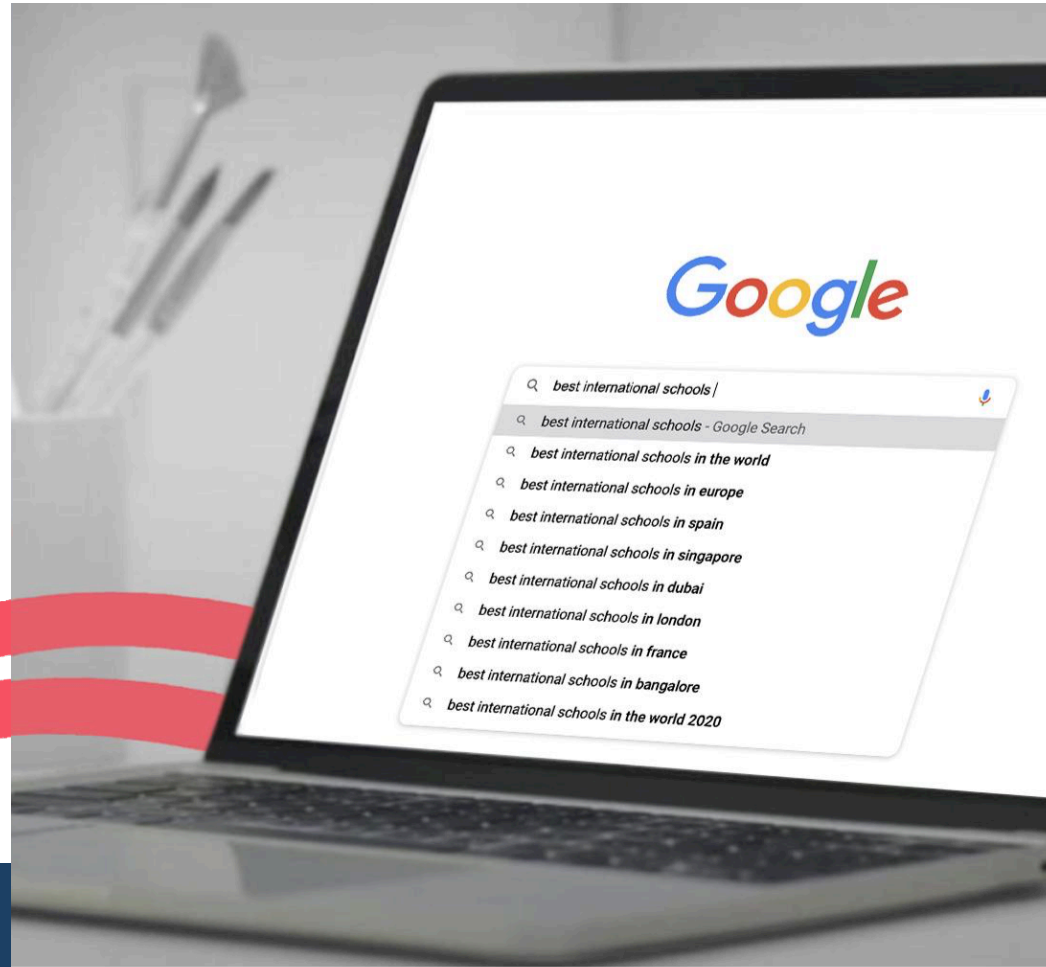 Google
best international schools
best international schools - Google Search
best international schools in the world
best international schools in europe
best international schools in spain
best international schools in singapore
best international schools in dubai
best international schools in london
best international schools in france
best international schools in bangalore
best international schools in the world 2020